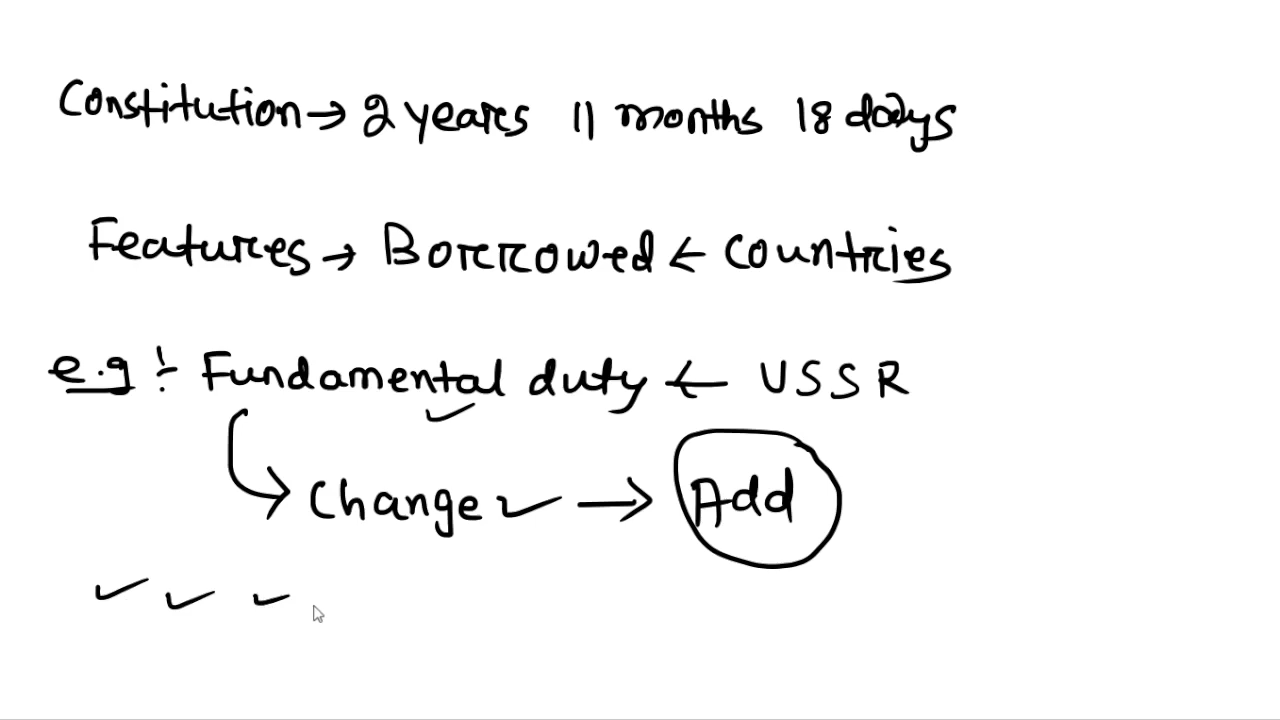 Constitution → 2 years 11 months 18 days
Features → Borrowed ← Countries
e.g :- Fundamental duty ← USSR
Change ✓ → Add